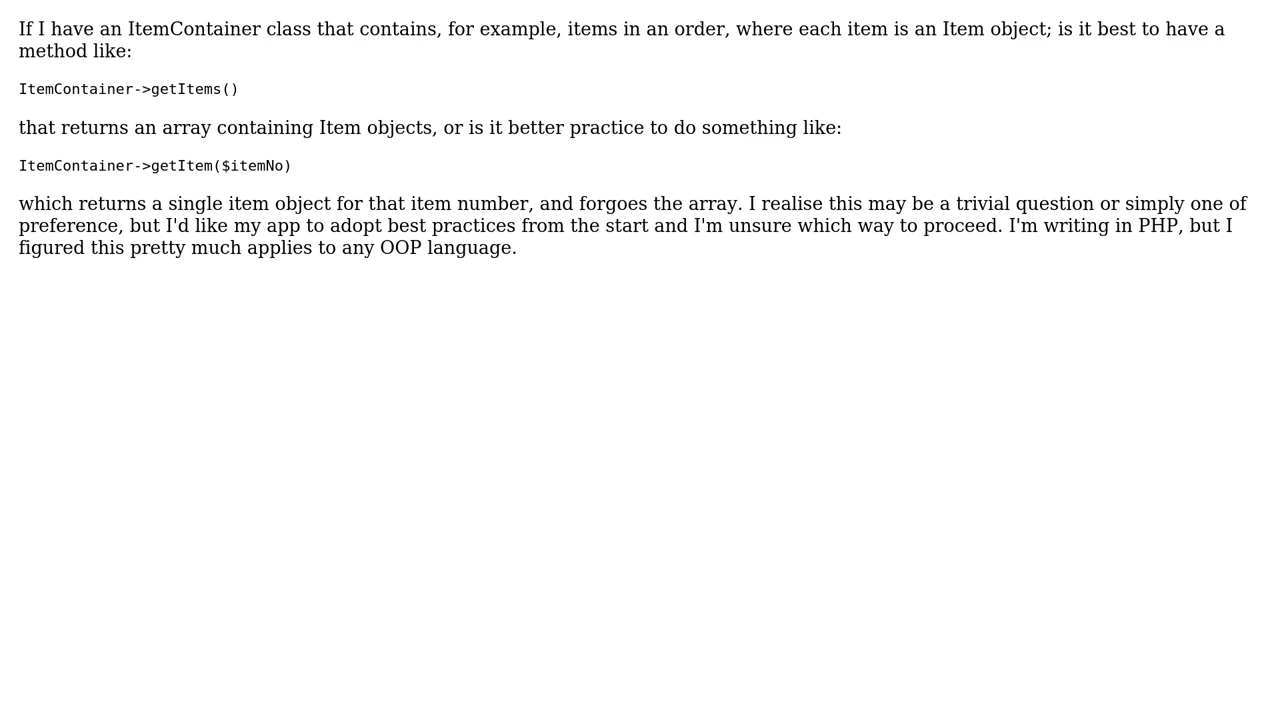 If I have an ItemContainer class that contains, for example, items in an order, where each item is an Item object; is it best to have a
method like:
ItemContainer->getItems()
that returns an array containing Item objects, or is it better practice to do something like:
ItemContainer->getItem($itemNo)
which returns a single item object for that item number, and forgoes the array. I realise this may be a trivial question or simply one of
preference, but I'd like my app to adopt best practices from the start and I'm unsure which way to proceed. I'm writing in PHP, but I
figured this pretty much applies to any OOP language.